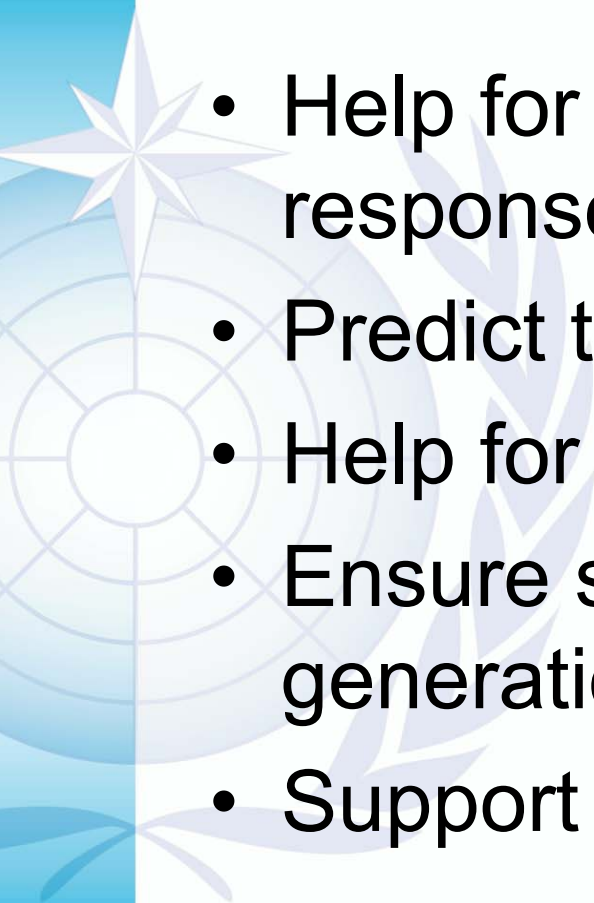 • Help for
response
• Predict t
• Help for
• Ensure s
generatio
• Support